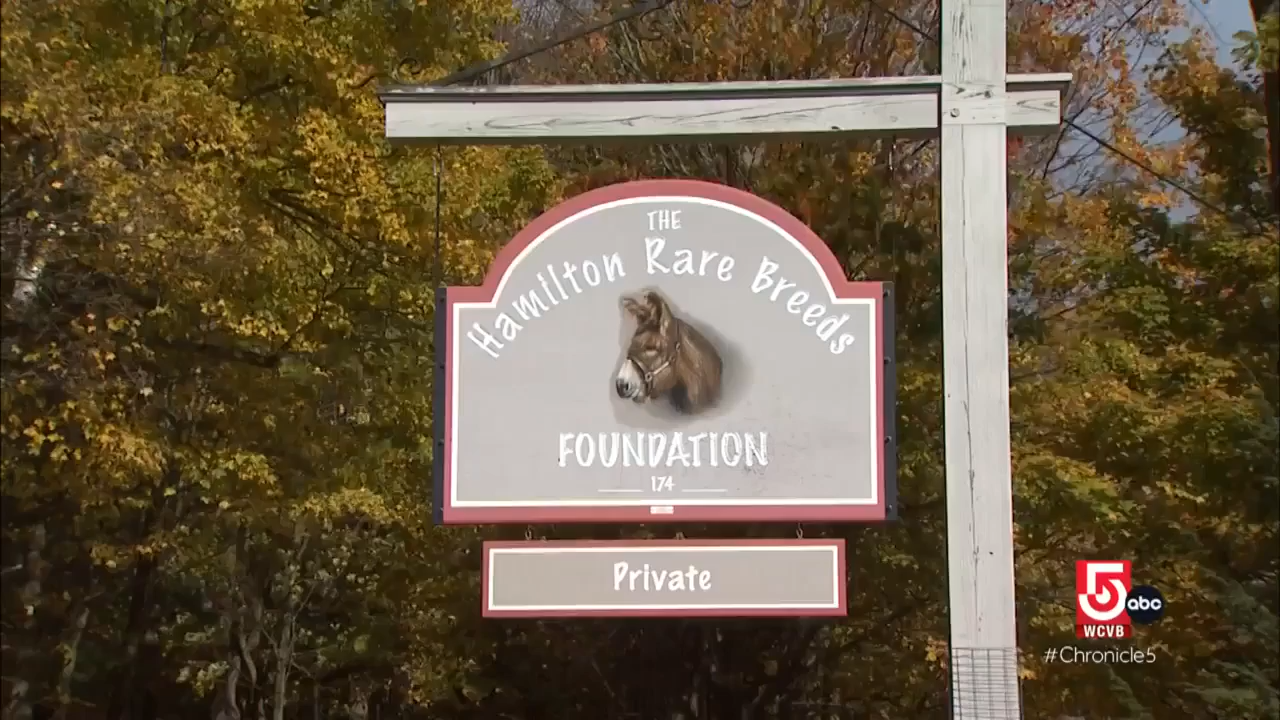 THE
Hamilton Rare Breeds
FOUNDATION
174
Private
5
abc
WCVB
#Chronicle5